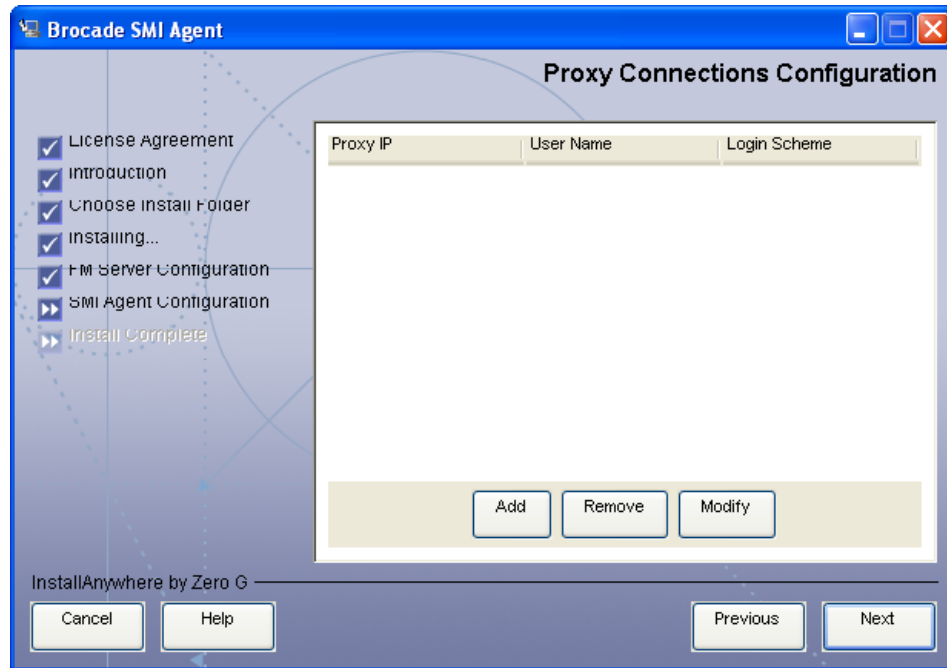 Brocade SMI Agent
Proxy Connections Configuration
License Agreement
Introduction
Choose Install Folder
Installing...
FM Server Configuration
SMI Agent Configuration
Install Complete
Proxy IP User Name Login Scheme
Add Remove Modify
InstallAnywhere by Zero G
Cancel Help Previous Next